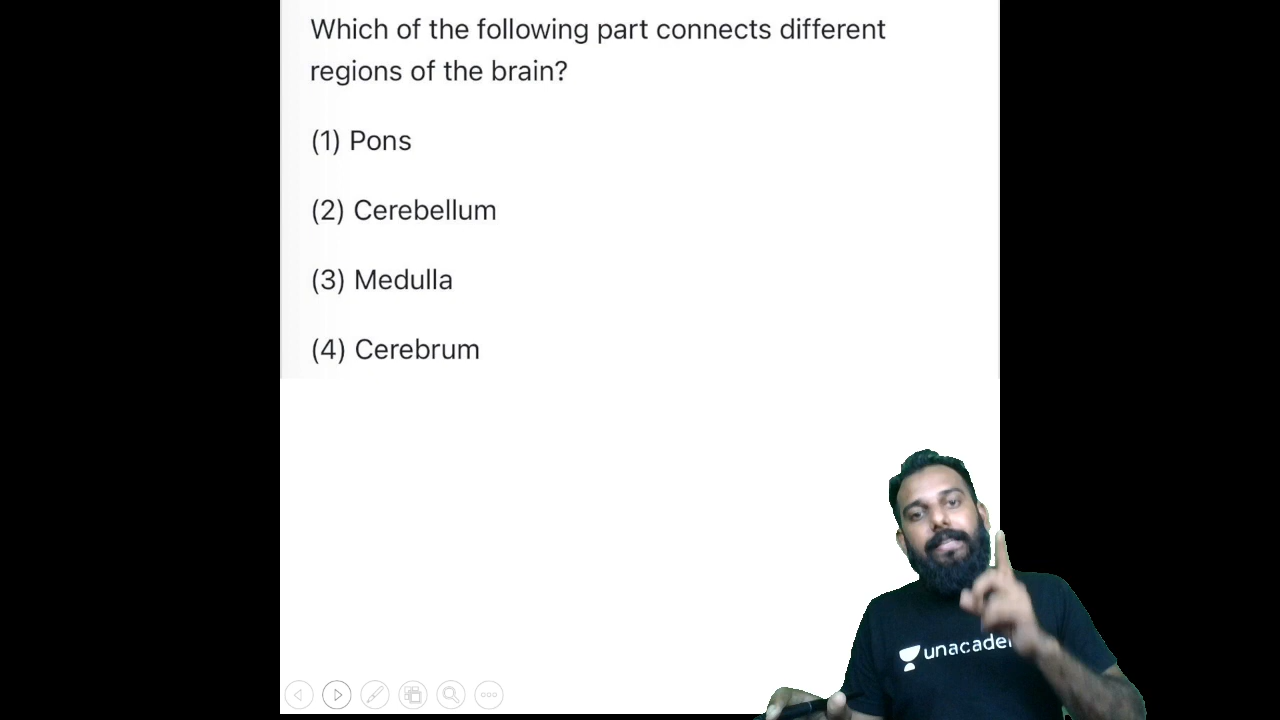 Which of the following part connects different
regions of the brain?
(1) Pons
(2) Cerebellum
(3) Medulla
(4) Cerebrum